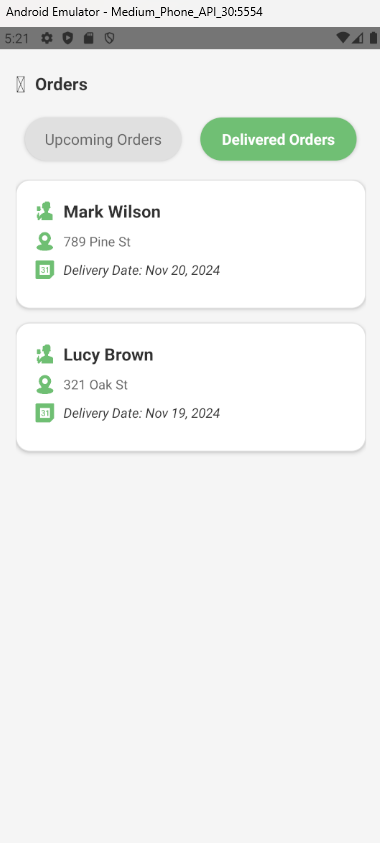 Android Emulator - Medium_Phone_API_30:5554
5:21
Orders
Upcoming Orders
Delivered Orders
Mark Wilson
789 Pine St
31
Delivery Date: Nov 20, 2024
Lucy Brown
321 Oak St
31
Delivery Date: Nov 19, 2024